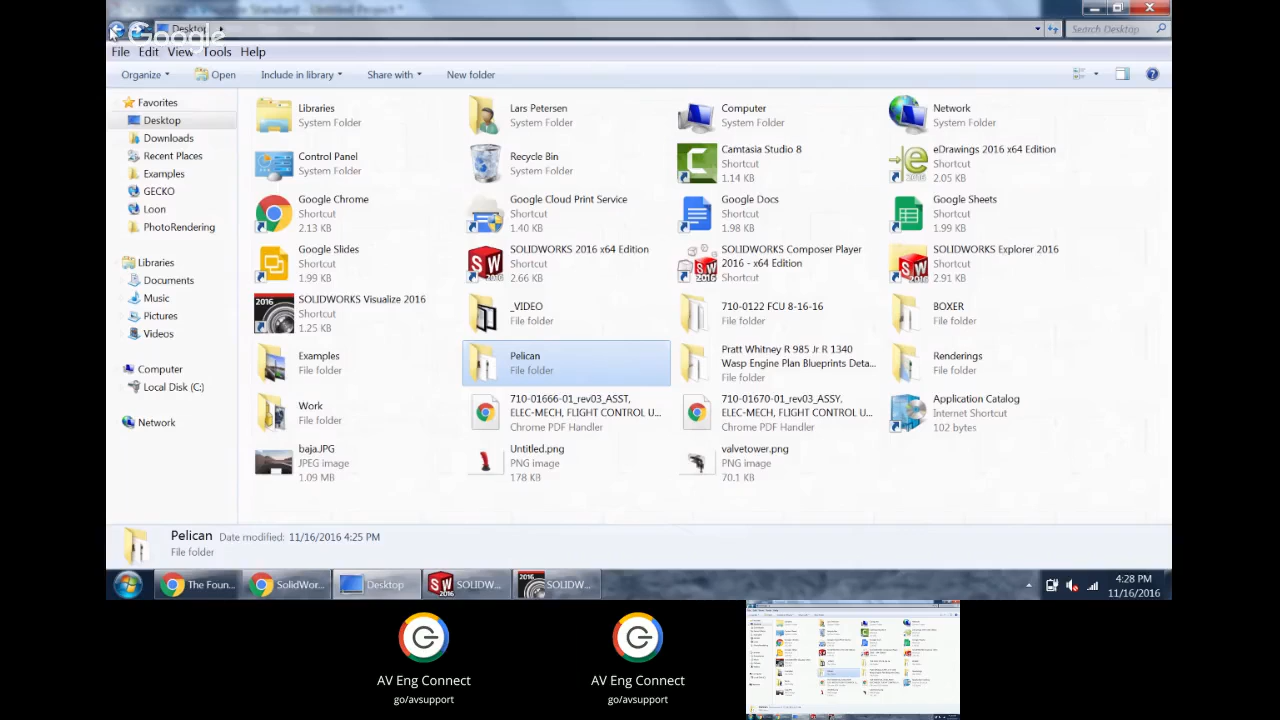 Desktop
Search Desktop
Google
File Edit View Tools Help
Organize Open Include in library Share with New folder
Favorites
Desktop
Downloads
Recent Places
Examples
GECKO
Loon
PhotoRendering
Libraries
Documents
Music
Pictures
Videos
Computer
Local Disk (C:)
Network
Libraries
System Folder
Lars Petersen
System Folder
Computer
System Folder
Network
System Folder
Control Panel
System Folder
Recycle Bin
System Folder
Camtasia Studio 8
Shortcut
1.14 KB
eDrawings 2016 x64 Edition
Shortcut
2.05 KB
Google Chrome
Shortcut
2.13 KB
Google Cloud Print Service
Shortcut
1.40 KB
Google Docs
Shortcut
1.98 KB
Google Sheets
Shortcut
1.99 KB
Google Slides
Shortcut
1.99 KB
SOLIDWORKS 2016 x64 Edition
Shortcut
2.66 KB
SOLIDWORKS Composer Player
2016 - x64 Edition
Shortcut
SOLIDWORKS Explorer 2016
Shortcut
2.91 KB
SOLIDWORKS Visualize 2016
Shortcut
1.25 KB
_VIDEO
File folder
710-0122 FCU 8-16-16
File folder
BOXER
File folder
Examples
File folder
Pelican
File folder
Pratt Whitney R 985 Jr R 1340
Wasp Engine Plan Blueprints Deta...
File folder
Renderings
File folder
Work
File folder
710-01666-01_rev03_ASST,
ELEC-MECH, FLIGHT CONTROL U...
Chrome PDF Handler
710-01670-01_rev03_ASSY,
ELEC-MECH, FLIGHT CONTROL U...
Chrome PDF Handler
Application Catalog
Internet Shortcut
102 bytes
baja.JPG
JPEG image
1.09 MB
Untitled.png
PNG image
178 KB
valvetower.png
PNG image
70.1 KB
Pelican Date modified: 11/16/2016 4:25 PM
File folder
The Foun...
SolidWor...
Desktop
SOLIDW...
SOLIDW...
4:28 PM
11/16/2016
AV Eng Connect
go/avsupport
AV Eng Connect
go/avsupport